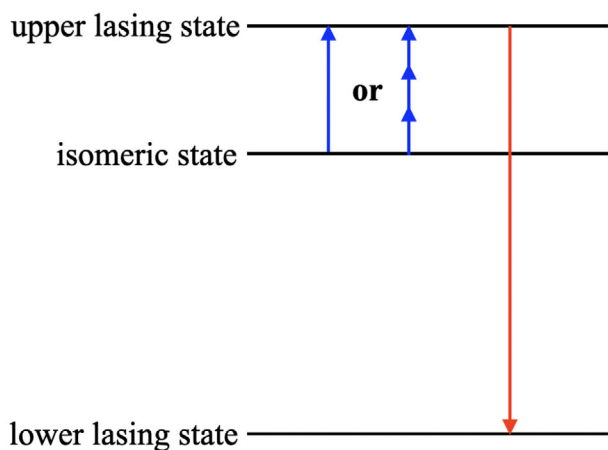 upper lasing state
or
isomeric state
lower lasing state